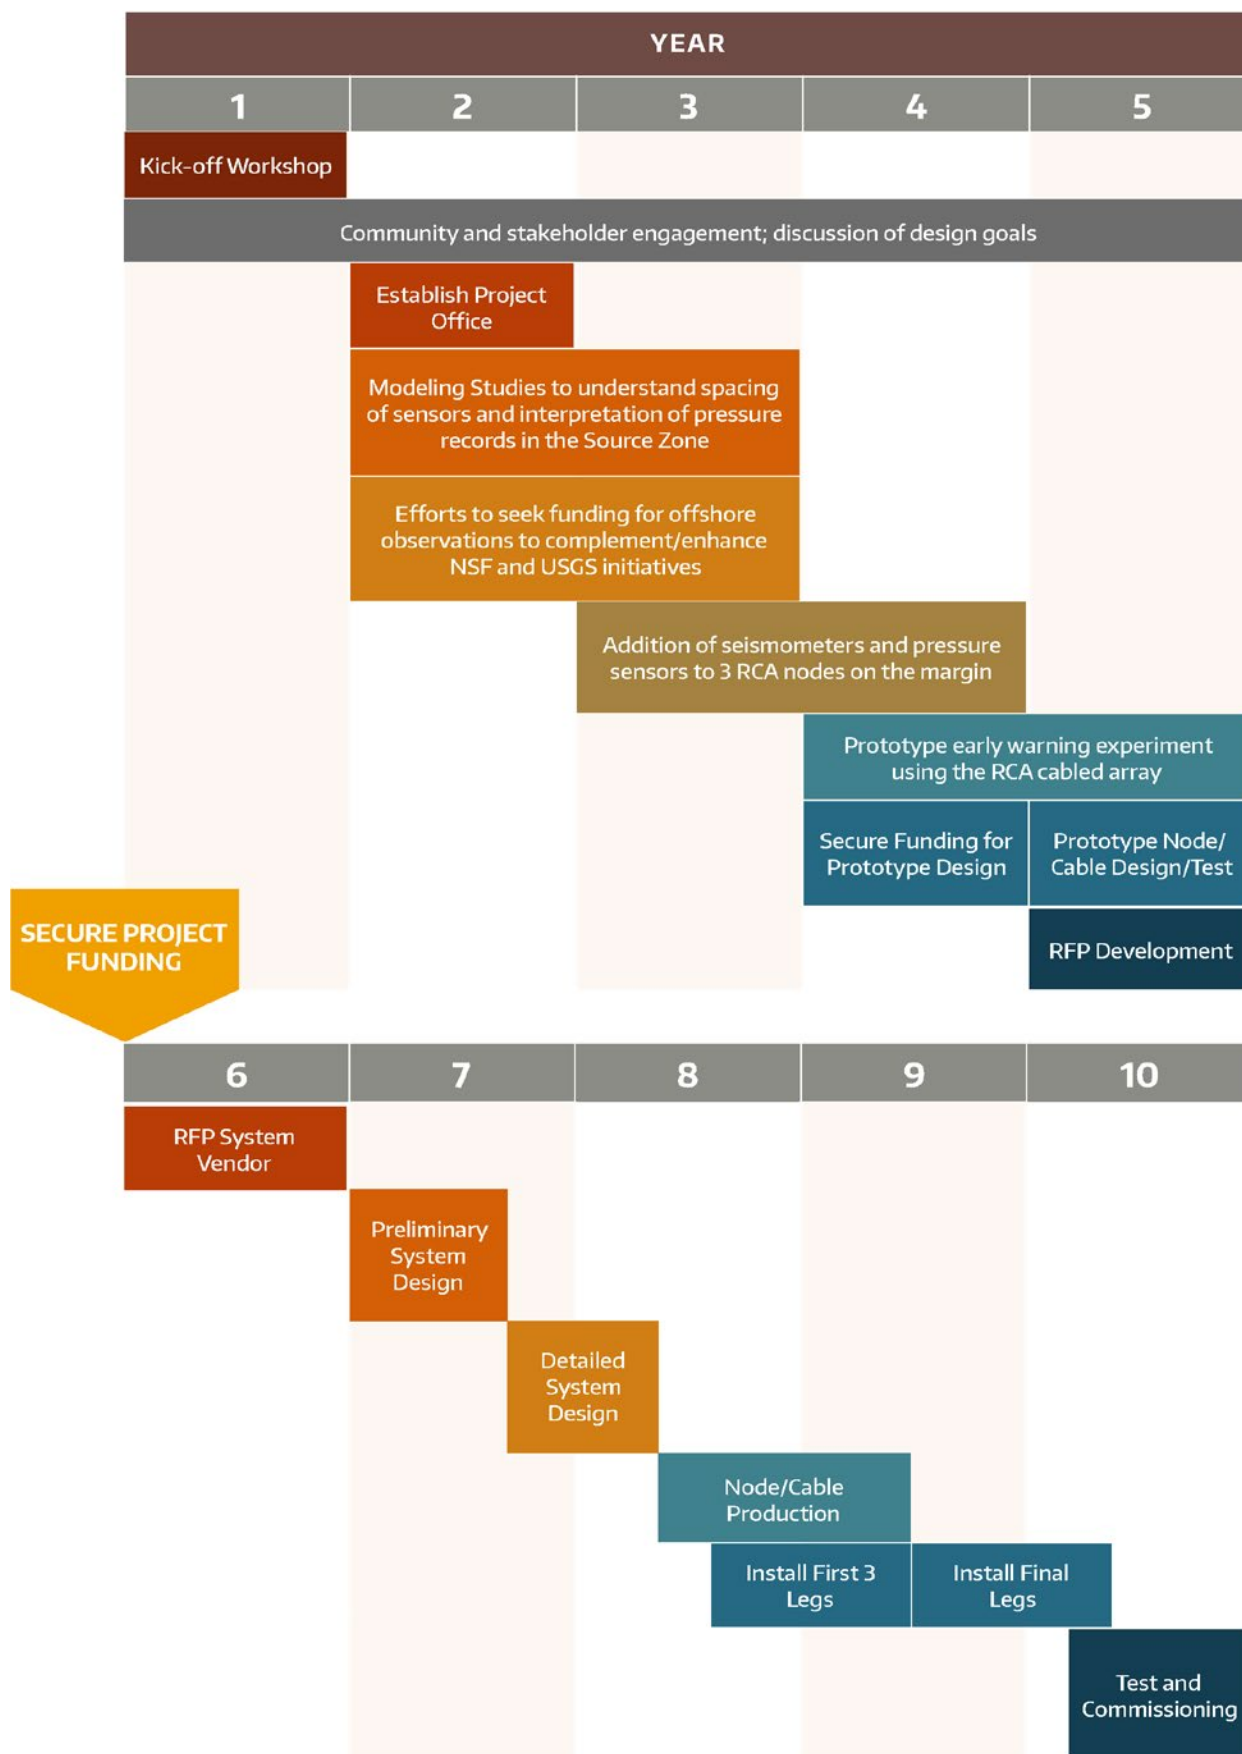 YEAR
1 2 3 4 5
Kick-off Workshop
Community and stakeholder engagement; discussion of design goals
Establish Project
Office
Modeling Studies to understand spacing
of sensors and interpretation of pressure
records in the Source Zone
Efforts to seek funding for offshore
observations to complement/enhance
NSF and USGS initiatives
Addition of seismometers and pressure
sensors to 3 RCA nodes on the margin
Prototype early warning experiment
using the RCA cabled array
Secure Funding for
Prototype Design
Prototype Node/
Cable Design/Test
RFP Development
SECURE PROJECT
FUNDING
6 7 8 9 10
RFP System
Vendor
Preliminary
System
Design
Detailed
System
Design
Node/Cable
Production
Install First 3
Legs
Install Final
Legs
Test and
Commissioning